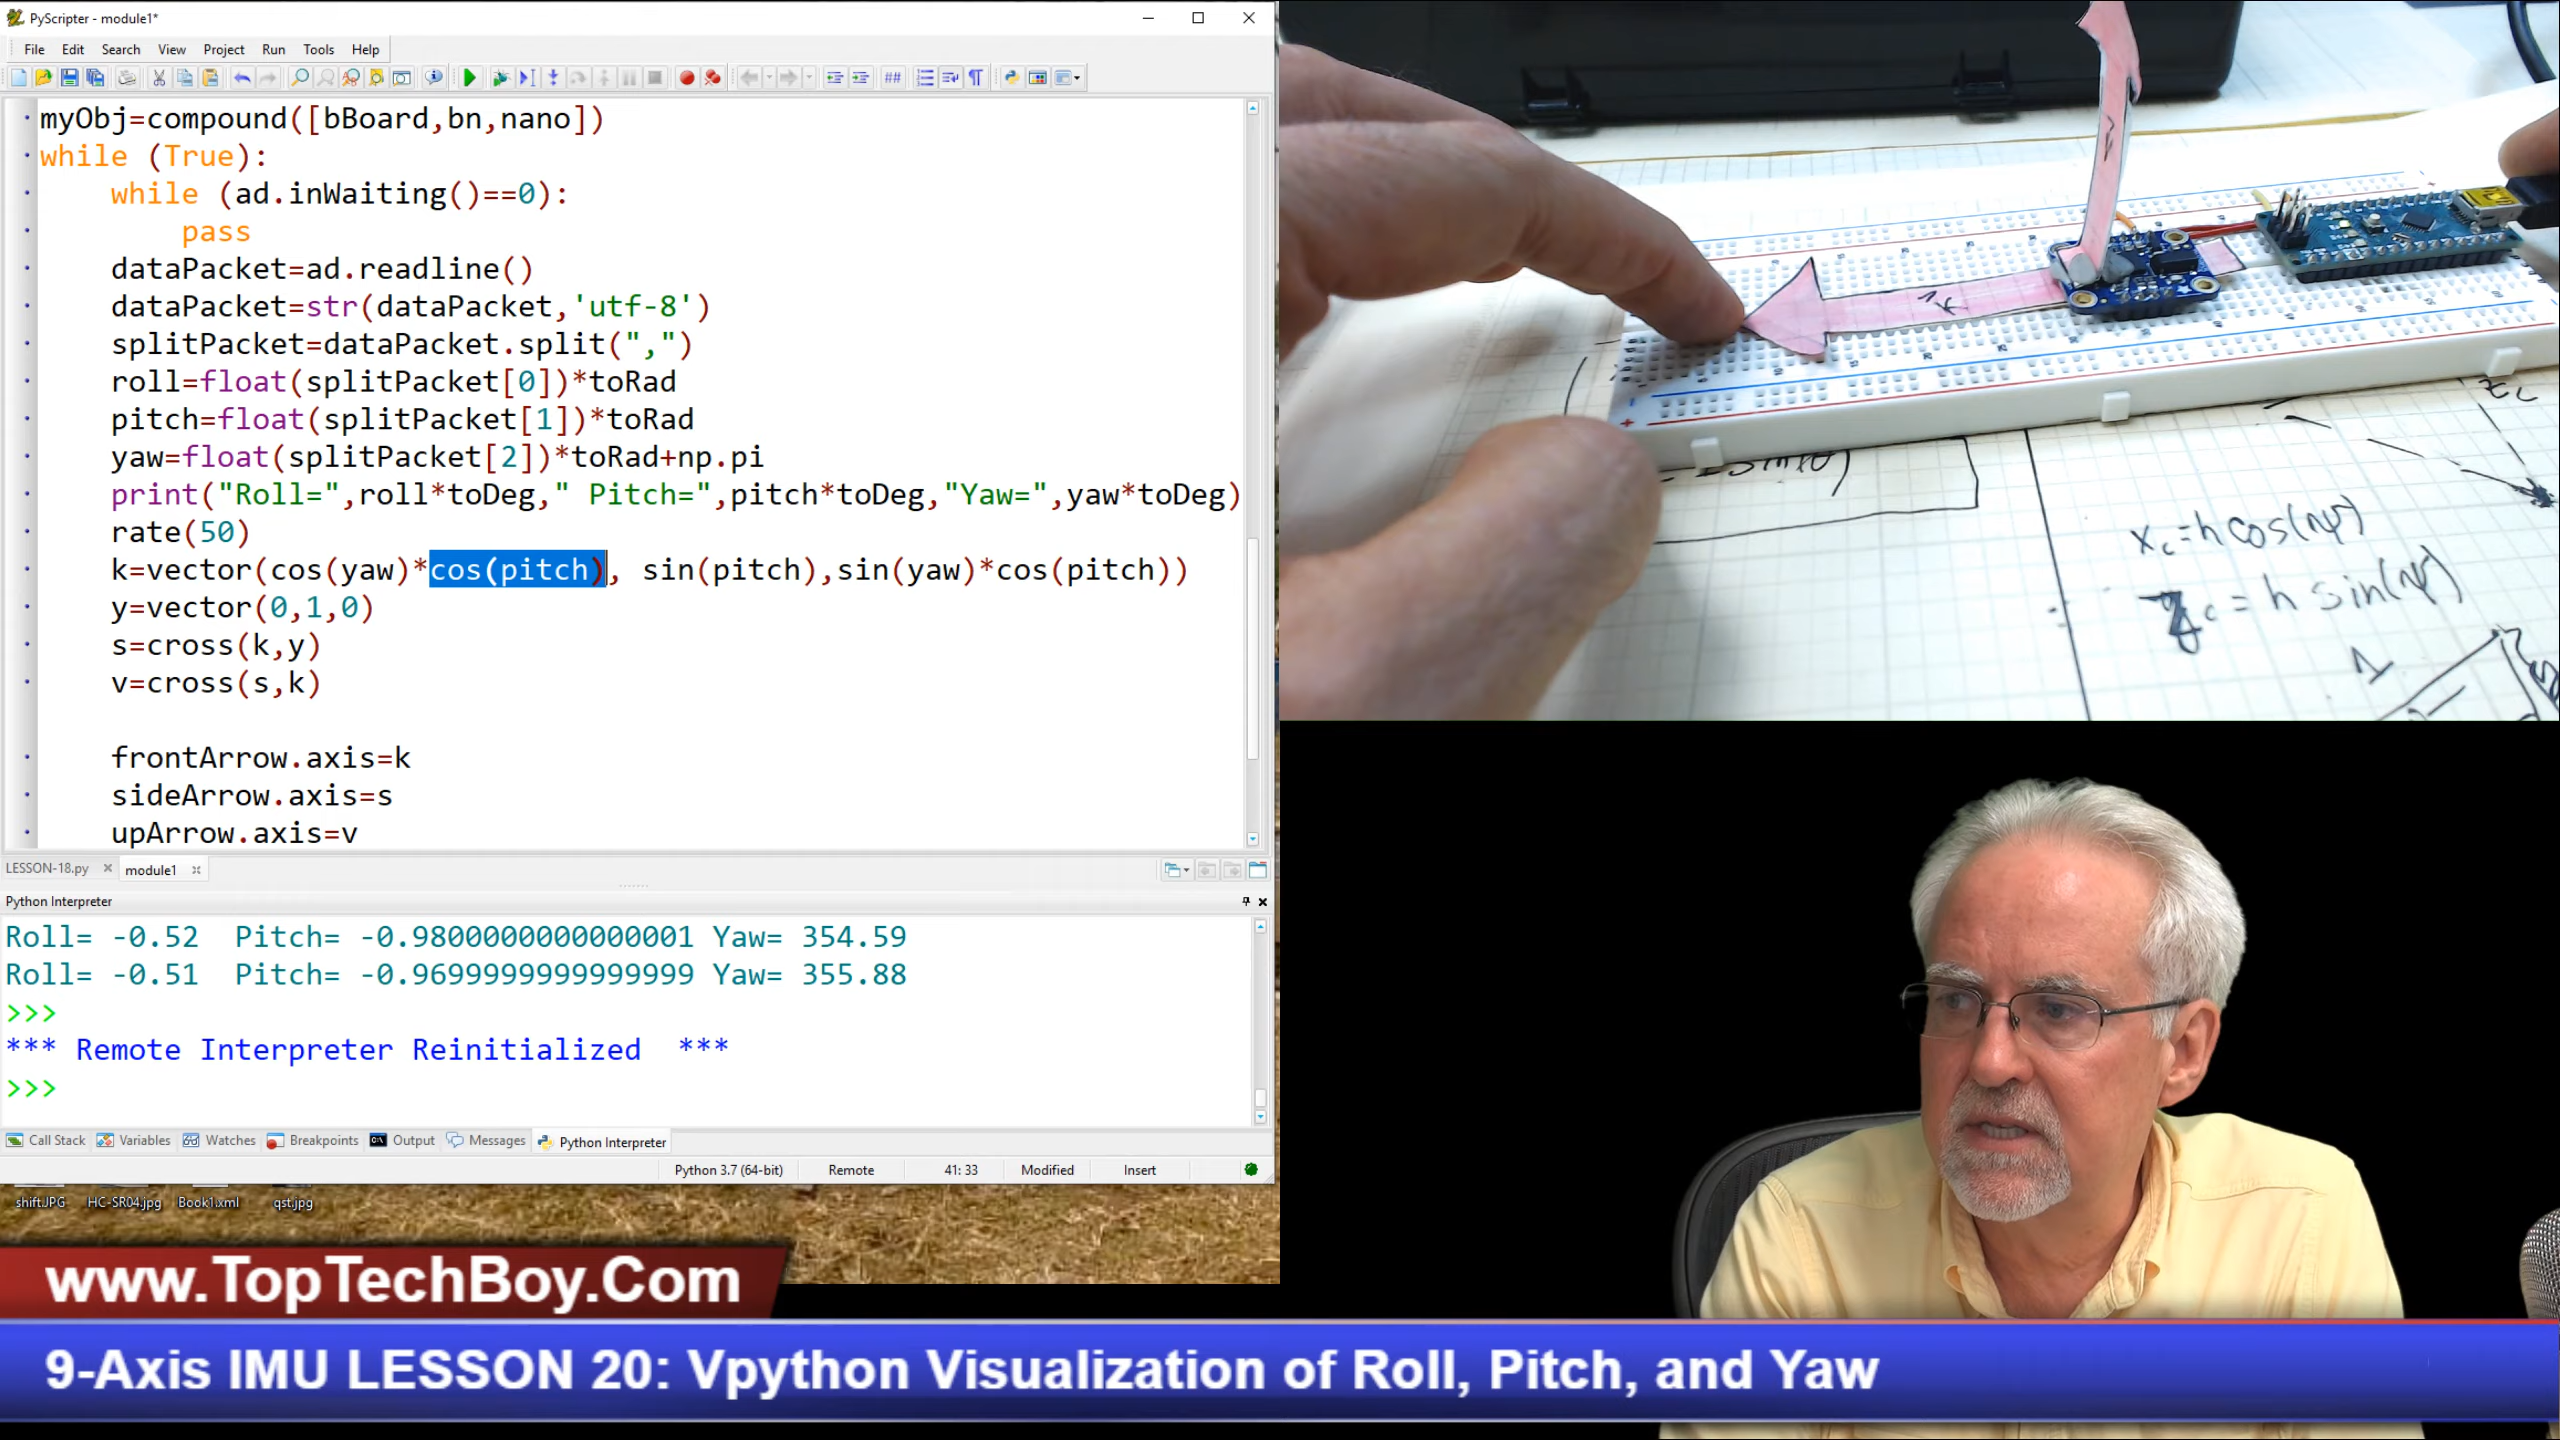 PyScripter - module1*
File Edit Search View Project Run Tools Help
myObj=compound([bBoard,bn,nano])
while (True):
while (ad.inWaiting()==0):
pass
dataPacket=ad.readline()
dataPacket=str(dataPacket,'utf-8')
splitPacket=dataPacket.split(",")
roll=float(splitPacket[0])*toRad
pitch=float(splitPacket[1])*toRad
yaw=float(splitPacket[2])*toRad+np.pi
print("Roll=",roll*toDeg," Pitch=",pitch*toDeg,"Yaw=",yaw*toDeg)
rate(50)
k=vector(cos(yaw)*cos(pitch), sin(pitch),sin(yaw)*cos(pitch))
y=vector(0,1,0)
s=cross(k,y)
v=cross(s,k)
frontArrow.axis=k
sideArrow.axis=s
upArrow.axis=v
LESSON-18.py module1
Python Interpreter
Roll= -0.52 Pitch= -0.9800000000000001 Yaw= 354.59
Roll= -0.51 Pitch= -0.9699999999999999 Yaw= 355.88
>>>
*** Remote Interpreter Reinitialized ***
>>>
Call Stack Variables Watches Breakpoints Output Messages Python Interpreter
Python 3.7 (64-bit) Remote 41: 33 Modified Insert
shift.JPG HC-SR04.jpg Book1.xml qst.jpg
xc=h cos(ψ)
zc=h sin(ψ)
www.TopTechBoy.Com
9-Axis IMU LESSON 20: Vpython Visualization of Roll, Pitch, and Yaw